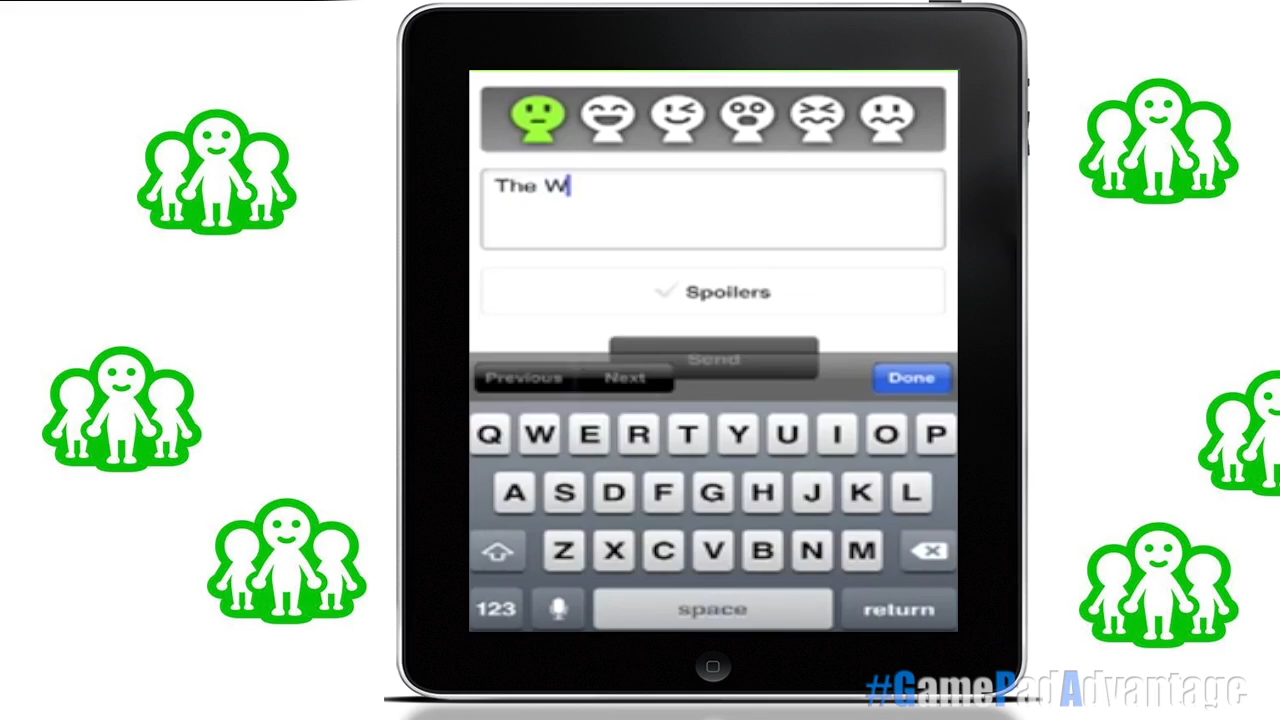 The W
Spoilers
Send
Previous Next Done
Q W E R T Y U I O P
A S D F G H J K L
Z X C V B N M
123 space return
#GamePadAdvantage